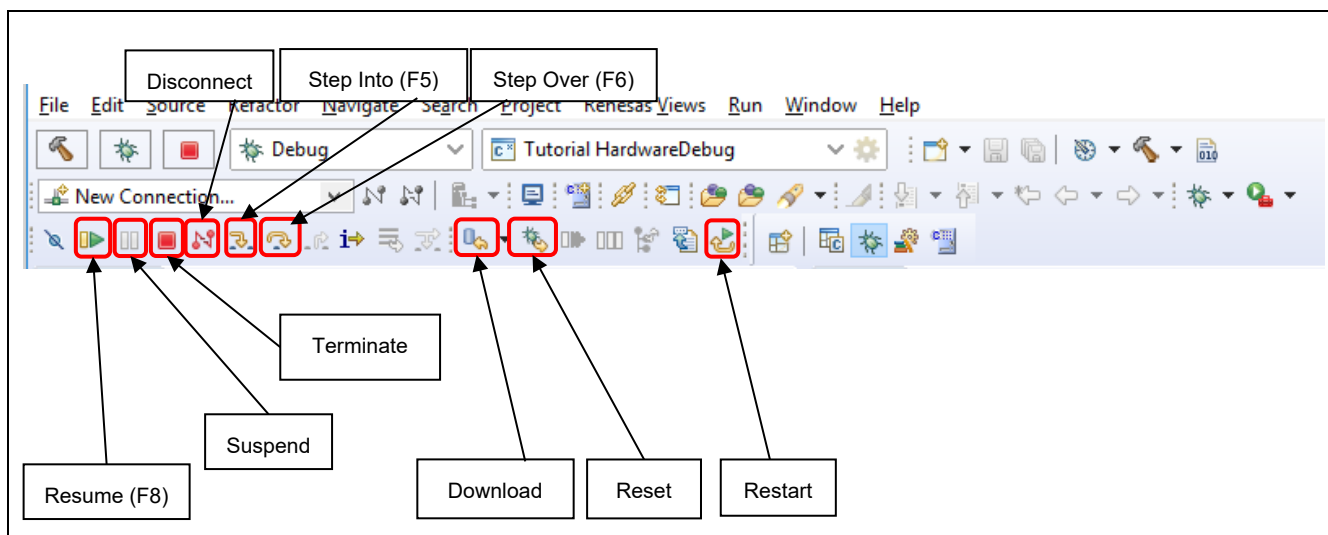 Disconnect
Step Into (F5)
Step Over (F6)
File Edit Source Refactor Navigate Search Project Renesas Views Run Window Help
Debug
Tutorial HardwareDebug
010
New Connection...
Terminate
Suspend
Resume (F8)
Download
Reset
Restart